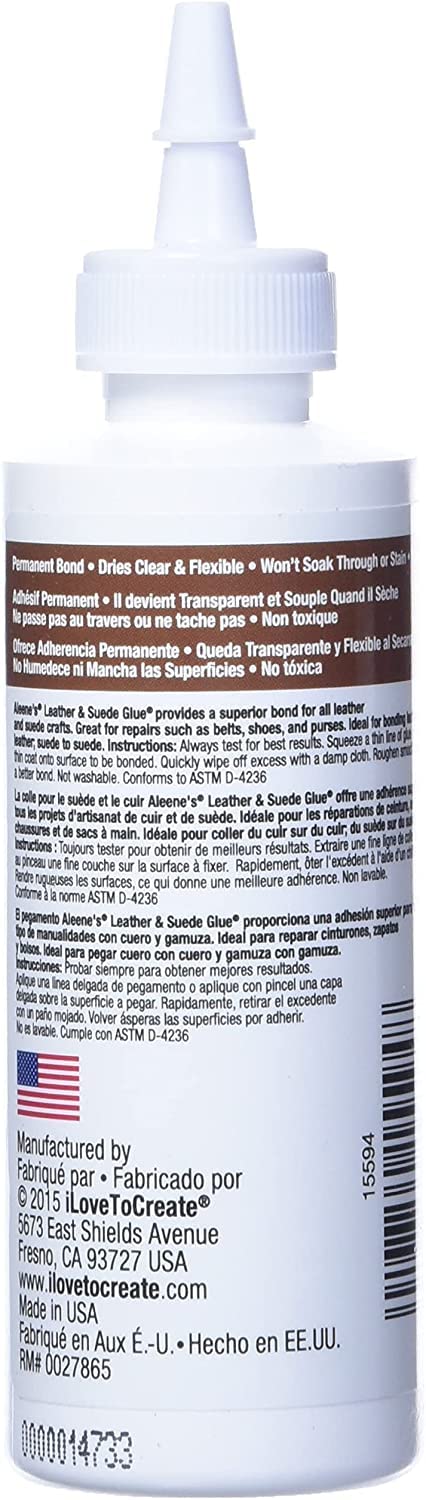 Permanent Bond • Dries Clear & Flexible • Won't Soak Through or Stain •
Adhésif Permanent • Il devient Transparent et Souple Quand il Sèche
Ne passe pas au travers ou ne tache pas • Non toxique
Ofrece Adherencia Permanente • Queda Transparente y Flexible al
No Humedece ni Mancha las Superficies • No tóxica
Aleene's® Leather & Suede Glue® provides a superior bond for all leather
and suede crafts. Great for repairs such as belts, shoes, and purses. Ideal for bonding
leather; suede to suede. Instructions: Always test for best results. Squeeze a thin line of
thin coat onto surface to be bonded. Quickly wipe off excess with a damp cloth. Roughen
a better bond. Not washable. Conforms to ASTM D-4236
La colle pour le suède et le cuir Aleene's® Leather & Suede Glue® offre une adhérence
tous les projets d'artisanat de cuir et de suède. Idéale pour les réparations de ceinture,
chaussures et de sacs à main. Idéale pour coller du cuir sur du cuir, du suède sur du
Instructions : Toujours tester pour obtenir de meilleurs résultats. Extraire une fine ligne de
au pinceau une fine couche sur la surface à fixer. Rapidement, ôter l'excédent à l'aide d'un
Rendre rugueuses les surfaces, ce qui donne une meilleure adhérence. Non lavable.
Conforme à la norme ASTM D-4236
El pegamento Aleene's® Leather & Suede Glue® proporciona una adhesión superior para
tipo de manualidades con cuero y gamuza. Ideal para reparar cinturones, zapatos
y bolsos. Ideal para pegar cuero con cuero y gamuza con gamuza.
Instrucciones: Probar siempre para obtener mejores resultados.
Aplique una linea delgada de pegamento o aplique con pincel una capa
delgada sobre la superficie a pegar. Rapidamente, retirar el excedente
con un paño mojado. Volver ásperas las superficies por adherir.
No es lavable. Cumple con ASTM D-4236
Manufactured by
Fabriqué par • Fabricado por
© 2015 iLoveToCreate®
5673 East Shields Avenue
Fresno, CA 93727 USA
www.ilovetocreate.com
Made in USA
Fabriqué en Aux É.-U. • Hecho en EE.UU.
RM# 0027865
15594
0000014733